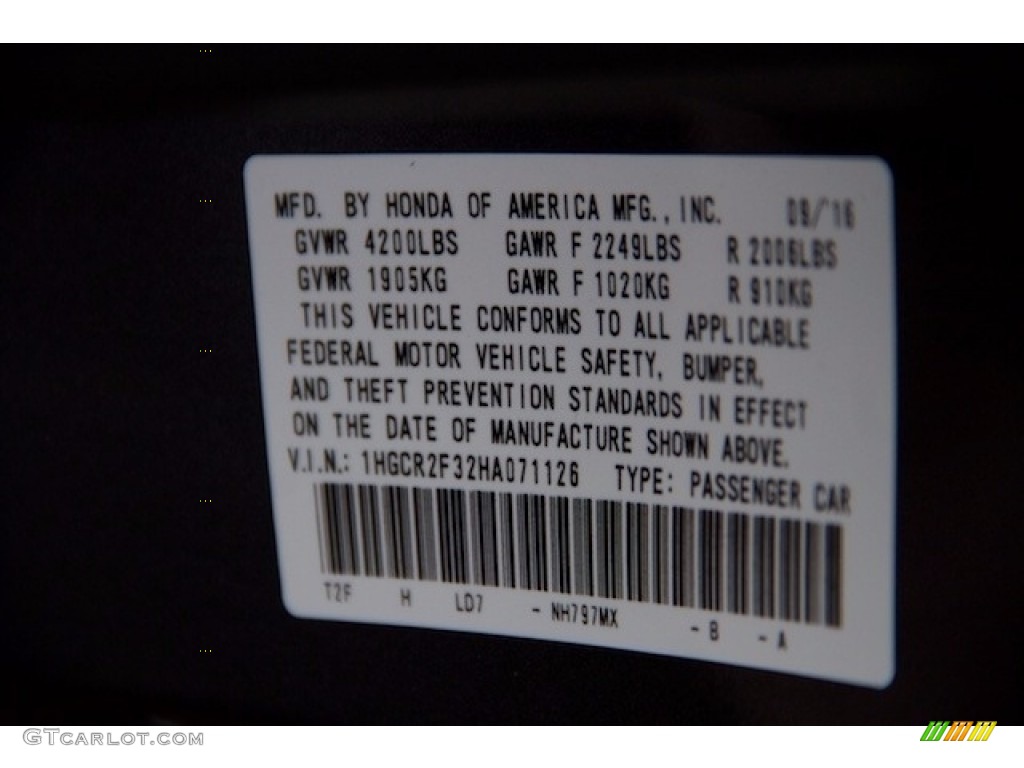 MFD. BY HONDA OF AMERICA MFG., INC. 09/16
GVWR 4200LBS GAWR F 2249LBS R 2006LBS
GVWR 1905KG GAWR F 1020KG R 910KG
THIS VEHICLE CONFORMS TO ALL APPLICABLE
FEDERAL MOTOR VEHICLE SAFETY, BUMPER,
AND THEFT PREVENTION STANDARDS IN EFFECT
ON THE DATE OF MANUFACTURE SHOWN ABOVE.
V.I.N.: 1HGCR2F32HA071126 TYPE: PASSENGER CAR
T2F H LD7 - NH797MX - B - A
GTCARLOT.COM